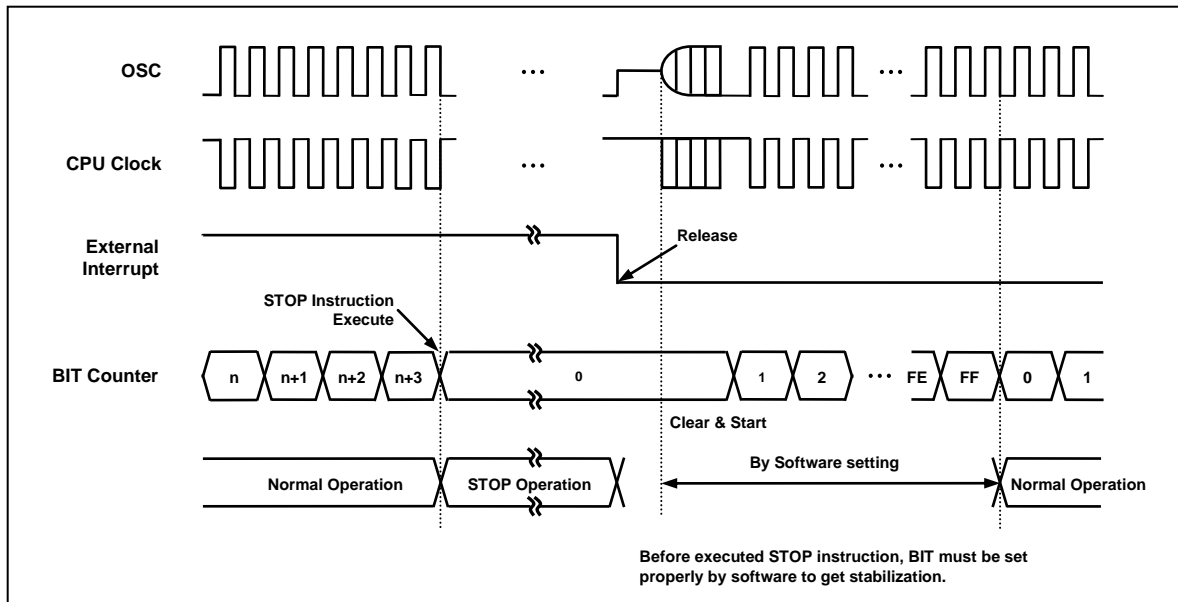 OSC
...
...
CPU Clock
...
...
External
Interrupt
Release
STOP Instruction
Execute
BIT Counter
n
n+1
n+2
n+3
0
1
2
...
FE
FF
0
1
Clear & Start
By Software setting
Normal Operation
STOP Operation
Normal Operation
Before executed STOP instruction, BIT must be set
properly by software to get stabilization.